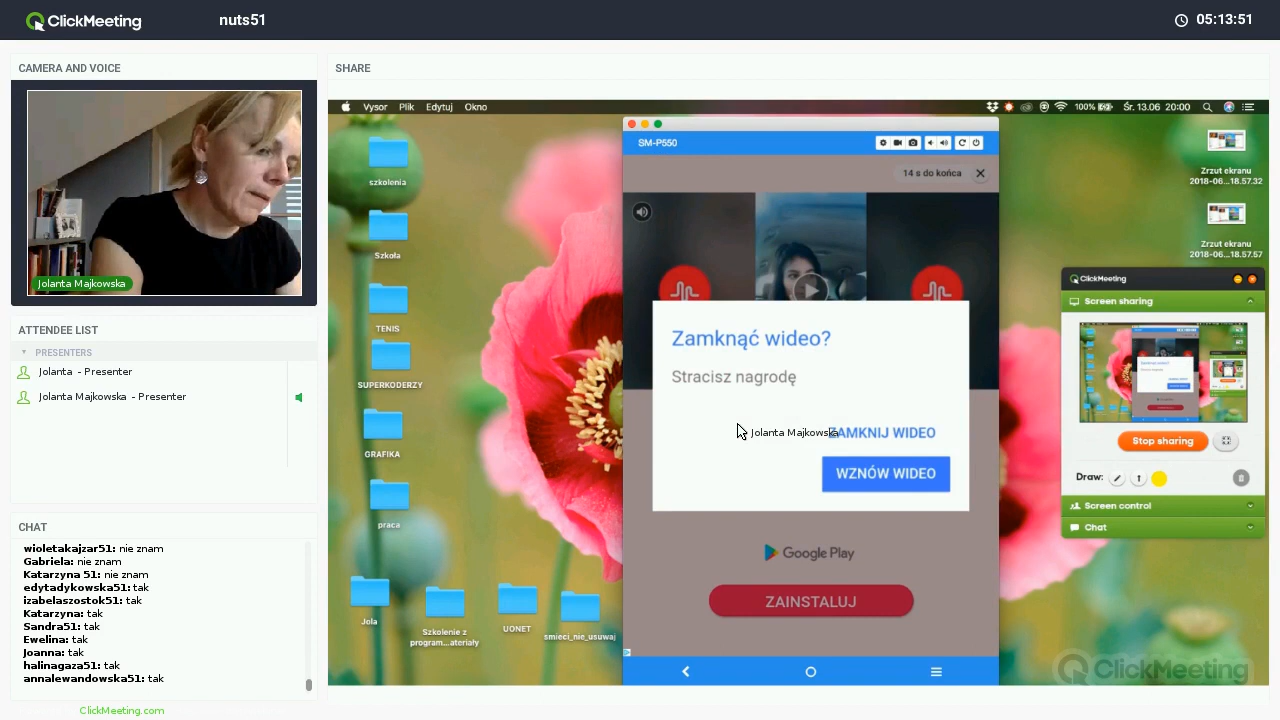 ClickMeeting
nuts51
05:13:51
CAMERA AND VOICE
Jolanta Majkowska
ATTENDEE LIST
PRESENTERS
Jolanta - Presenter
Jolanta Majkowska - Presenter
CHAT
wioletakajzar51: nie znam
Gabriela: nie znam
Katarzyna 51: nie znam
edytadykowska51: tak
izabelaszostok51: tak
Katarzyna: tak
Sandra51: tak
Ewelina: tak
Joanna: tak
halinagaza51: tak
annalewandowska51: tak
ClickMeeting.com
SHARE
Vysor Plik Edytuj Okno
100% Śr. 13.06 20:00
szkolenia
Szkoła
TENIS
SUPERKODERZY
GRAFIKA
praca
Jola
Szkolenie z
program...ateriały
UONET
smieci_nie_usuwaj
SM-P550
14 s do końca
Zamknąć wideo?
Stracisz nagrodę
Jolanta Majkowska
ZAMKNIJ WIDEO
WZNÓW WIDEO
Google Play
ZAINSTALUJ
Zrzut ekranu
2018-06...18.57.32
Zrzut ekranu
2018-06...18.57.57
ClickMeeting
Screen sharing
Stop sharing
Draw:
Screen control
Chat
ClickMeeting